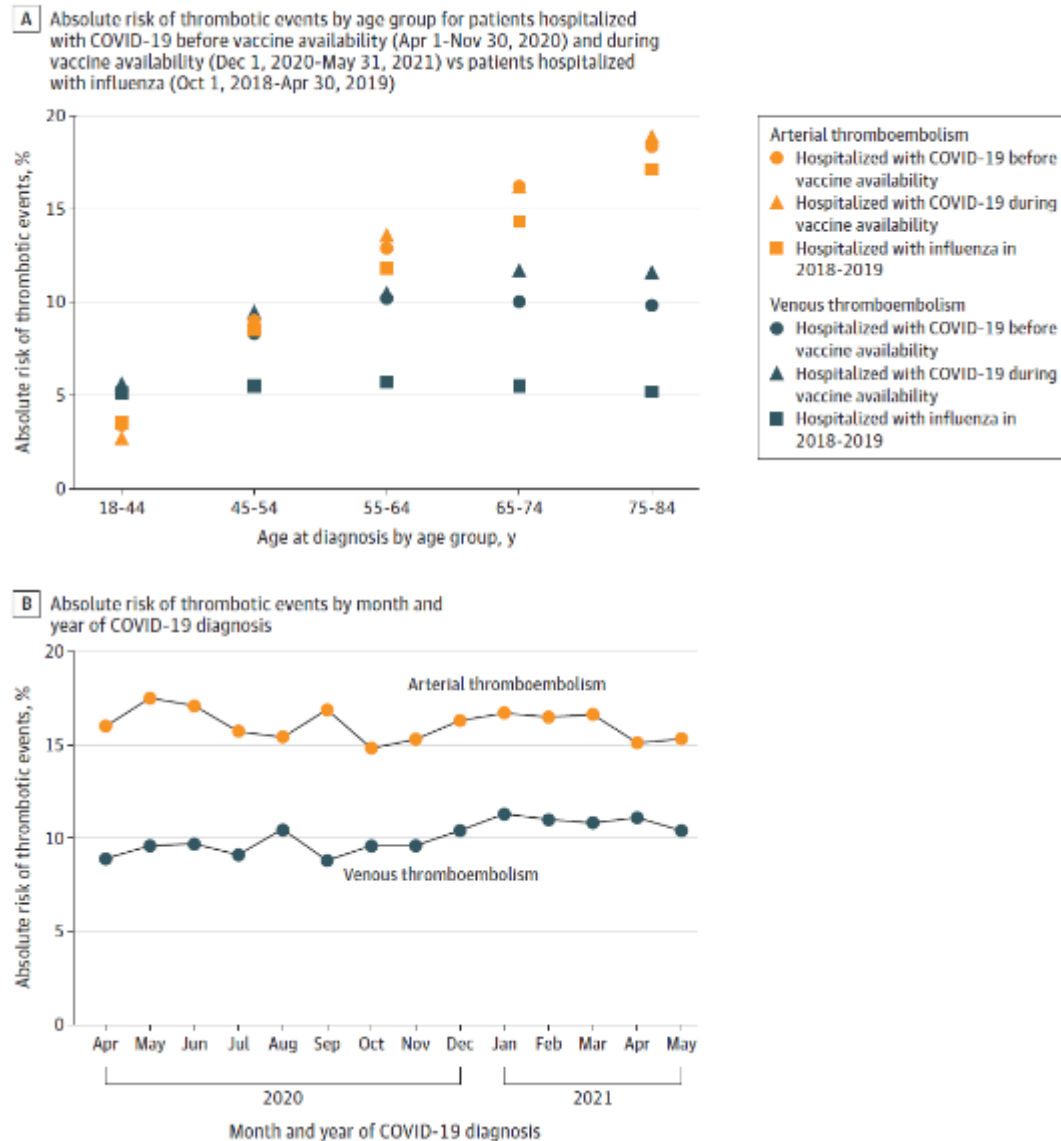 A Absolute risk of thrombotic events by age group for patients hospitalized
with COVID-19 before vaccine availability (Apr 1-Nov 30, 2020) and during
vaccine availability (Dec 1, 2020-May 31, 2021) vs patients hospitalized
with influenza (Oct 1, 2018-Apr 30, 2019)
Absolute risk of thrombotic events, %
20
15
10
5
0
18-44 45-54 55-64 65-74 75-84
Age at diagnosis by age group, y
Arterial thromboembolism
Hospitalized with COVID-19 before
vaccine availability
Hospitalized with COVID-19 during
vaccine availability
Hospitalized with influenza in
2018-2019
Venous thromboembolism
Hospitalized with COVID-19 before
vaccine availability
Hospitalized with COVID-19 during
vaccine availability
Hospitalized with influenza in
2018-2019
B Absolute risk of thrombotic events by month and
year of COVID-19 diagnosis
Absolute risk of thrombotic events, %
20
15
10
5
0
Arterial thromboembolism
Venous thromboembolism
Apr May Jun Jul Aug Sep Oct Nov Dec Jan Feb Mar Apr May
2020 2021
Month and year of COVID-19 diagnosis